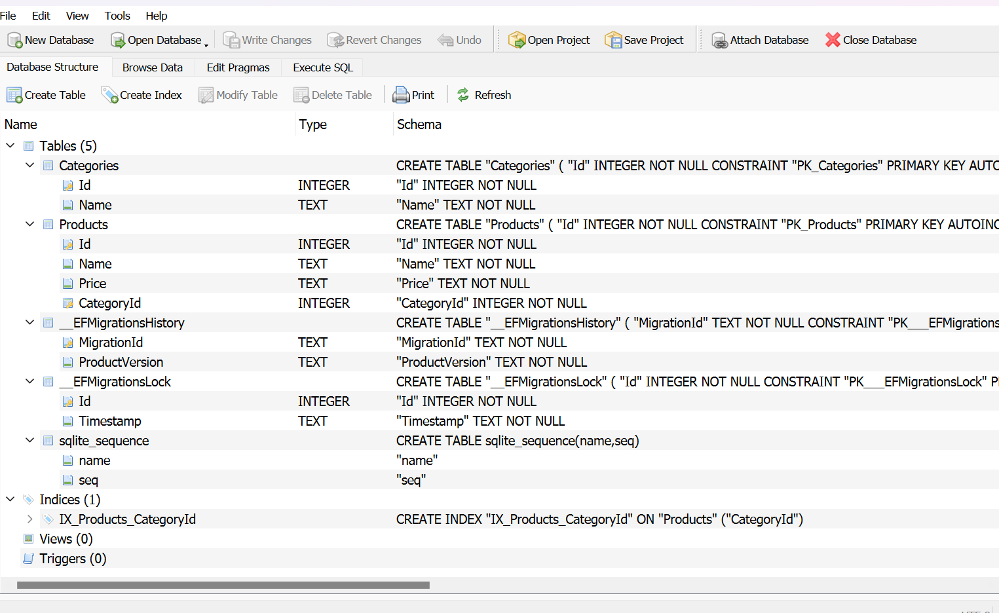 File Edit View Tools Help
New Database Open Database Write Changes Revert Changes Undo Open Project Save Project Attach Database Close Database
Database Structure Browse Data Edit Pragmas Execute SQL
Create Table Create Index Modify Table Delete Table Print Refresh
Name Type Schema
Tables (5)
Categories CREATE TABLE "Categories" ( "Id" INTEGER NOT NULL CONSTRAINT "PK_Categories" PRIMARY KEY AUTO
Id INTEGER "Id" INTEGER NOT NULL
Name TEXT "Name" TEXT NOT NULL
Products CREATE TABLE "Products" ( "Id" INTEGER NOT NULL CONSTRAINT "PK_Products" PRIMARY KEY AUTOINC
Id INTEGER "Id" INTEGER NOT NULL
Name TEXT "Name" TEXT NOT NULL
Price TEXT "Price" TEXT NOT NULL
CategoryId INTEGER "CategoryId" INTEGER NOT NULL
__EFMigrationsHistory CREATE TABLE "__EFMigrationsHistory" ( "MigrationId" TEXT NOT NULL CONSTRAINT "PK___EFMigrations
MigrationId TEXT "MigrationId" TEXT NOT NULL
ProductVersion TEXT "ProductVersion" TEXT NOT NULL
__EFMigrationsLock CREATE TABLE "__EFMigrationsLock" ( "Id" INTEGER NOT NULL CONSTRAINT "PK___EFMigrationsLock" P
Id INTEGER "Id" INTEGER NOT NULL
Timestamp TEXT "Timestamp" TEXT NOT NULL
sqlite_sequence CREATE TABLE sqlite_sequence(name,seq)
name "name"
seq "seq"
Indices (1)
IX_Products_CategoryId CREATE INDEX "IX_Products_CategoryId" ON "Products" ("CategoryId")
Views (0)
Triggers (0)